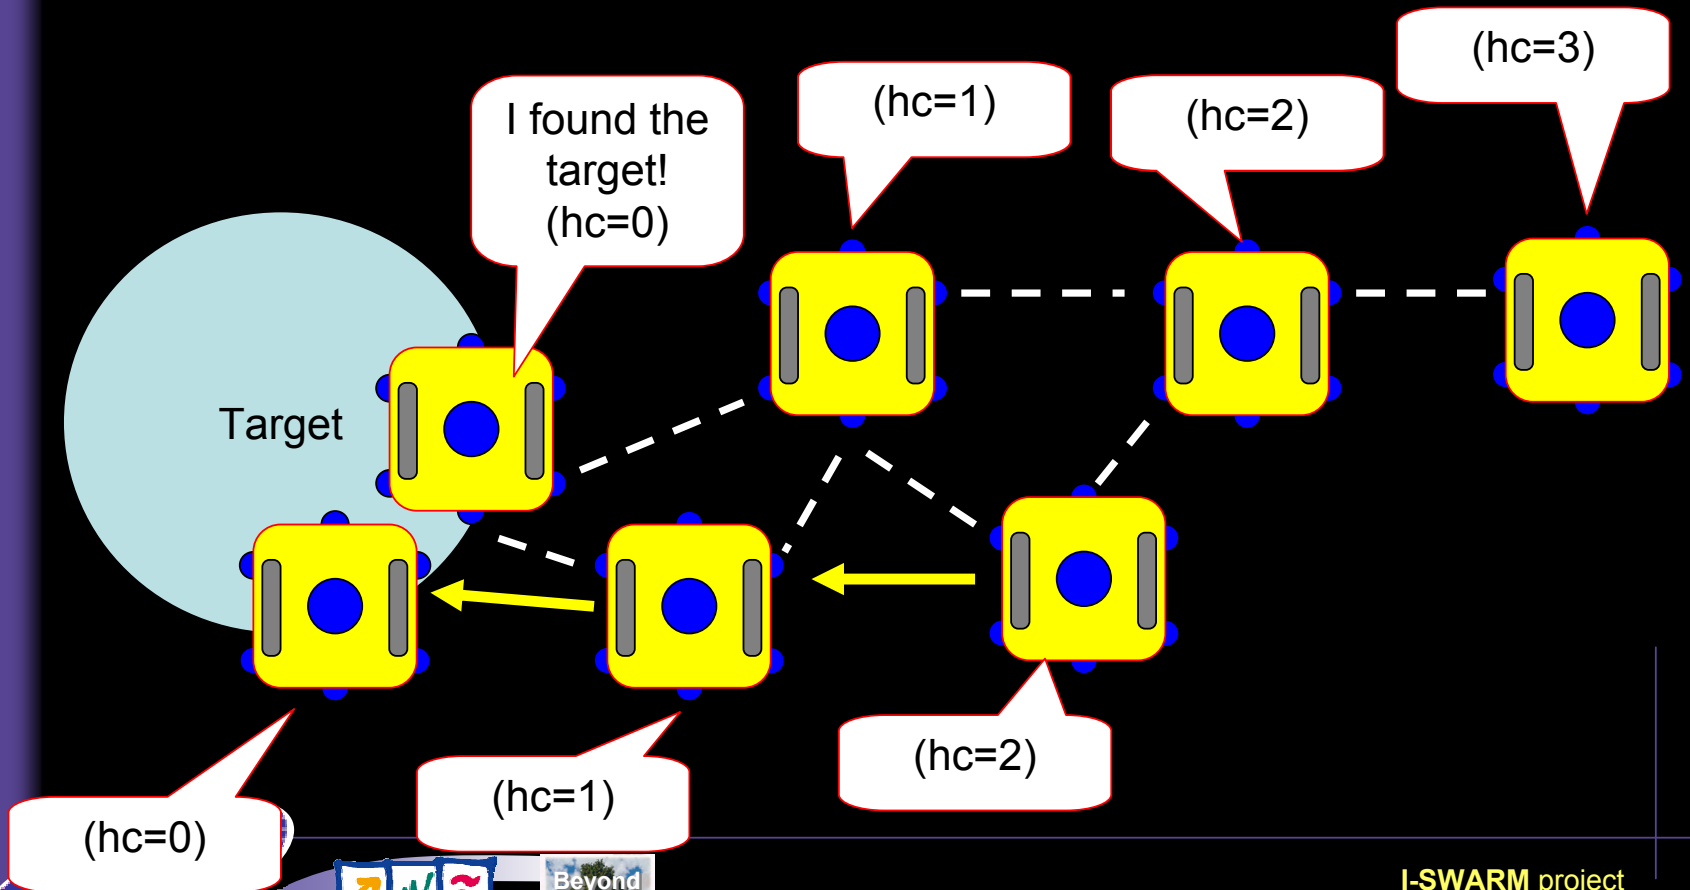 (hc=3)
(hc=1)
(hc=2)
I found the
target!
(hc=0)
Target
(hc=2)
(hc=1)
(hc=0)
Beyond
I-SWARM project